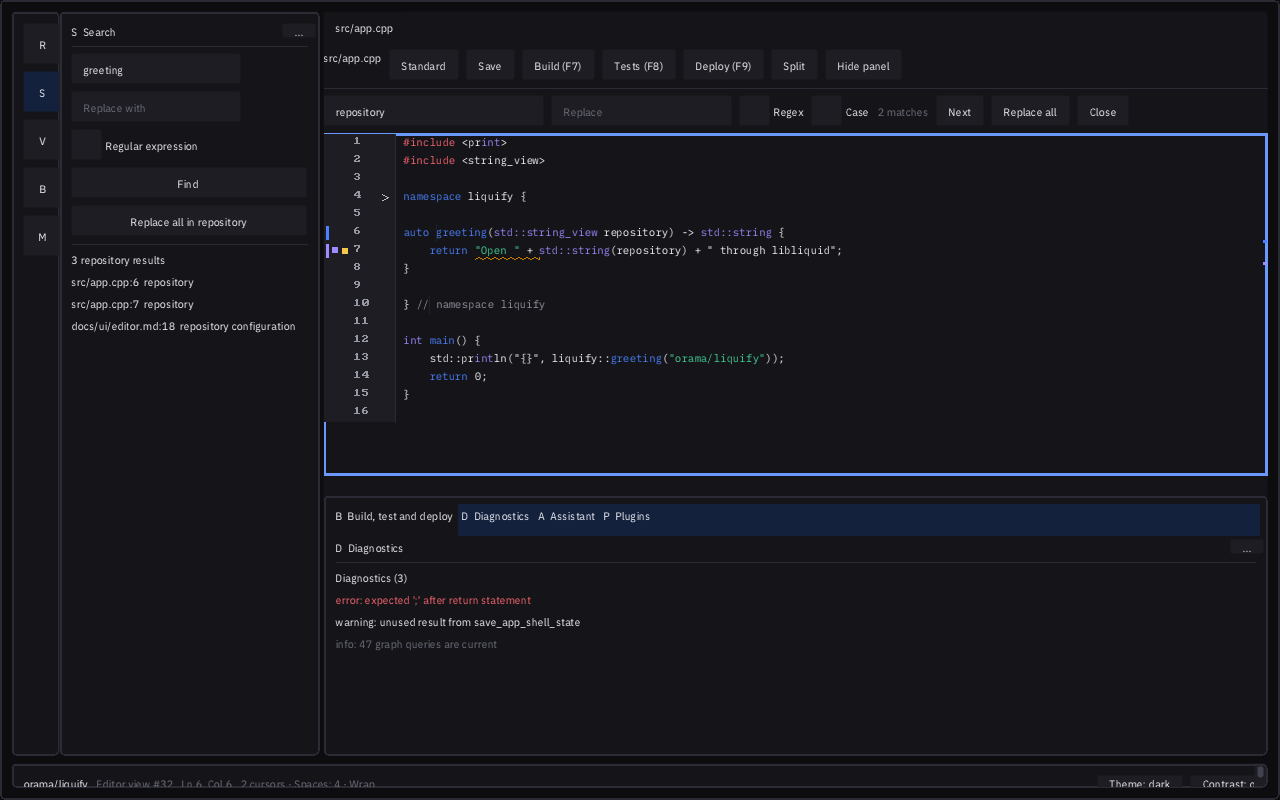 R
S
V
B
M
S Search
...
greeting
Replace with
Regular expression
Find
Replace all in repository
3 repository results
src/app.cpp:6 repository
src/app.cpp:7 repository
docs/ui/editor.md:18 repository configuration
src/app.cpp
src/app.cpp Standard Save Build (F7) Tests (F8) Deploy (F9) Split Hide panel
repository Replace Regex Case 2 matches Next Replace all Close
1 #include <print>
2 #include <string_view>
3
4 > namespace liquify {
5
6 auto greeting(std::string_view repository) -> std::string {
7 return "Open " + std::string(repository) + " through libliquid";
8 }
9
10 } // namespace liquify
11
12 int main() {
13 std::println("{}", liquify::greeting("orama/liquify"));
14 return 0;
15 }
16
B Build, test and deploy D Diagnostics A Assistant P Plugins
D Diagnostics ...
Diagnostics (3)
error: expected ';' after return statement
warning: unused result from save_app_shell_state
info: 47 graph queries are current
orama/liquify Editor view #32 Ln 6, Col 6 2 cursors · Spaces: 4 · Wrap Theme: dark Contrast: